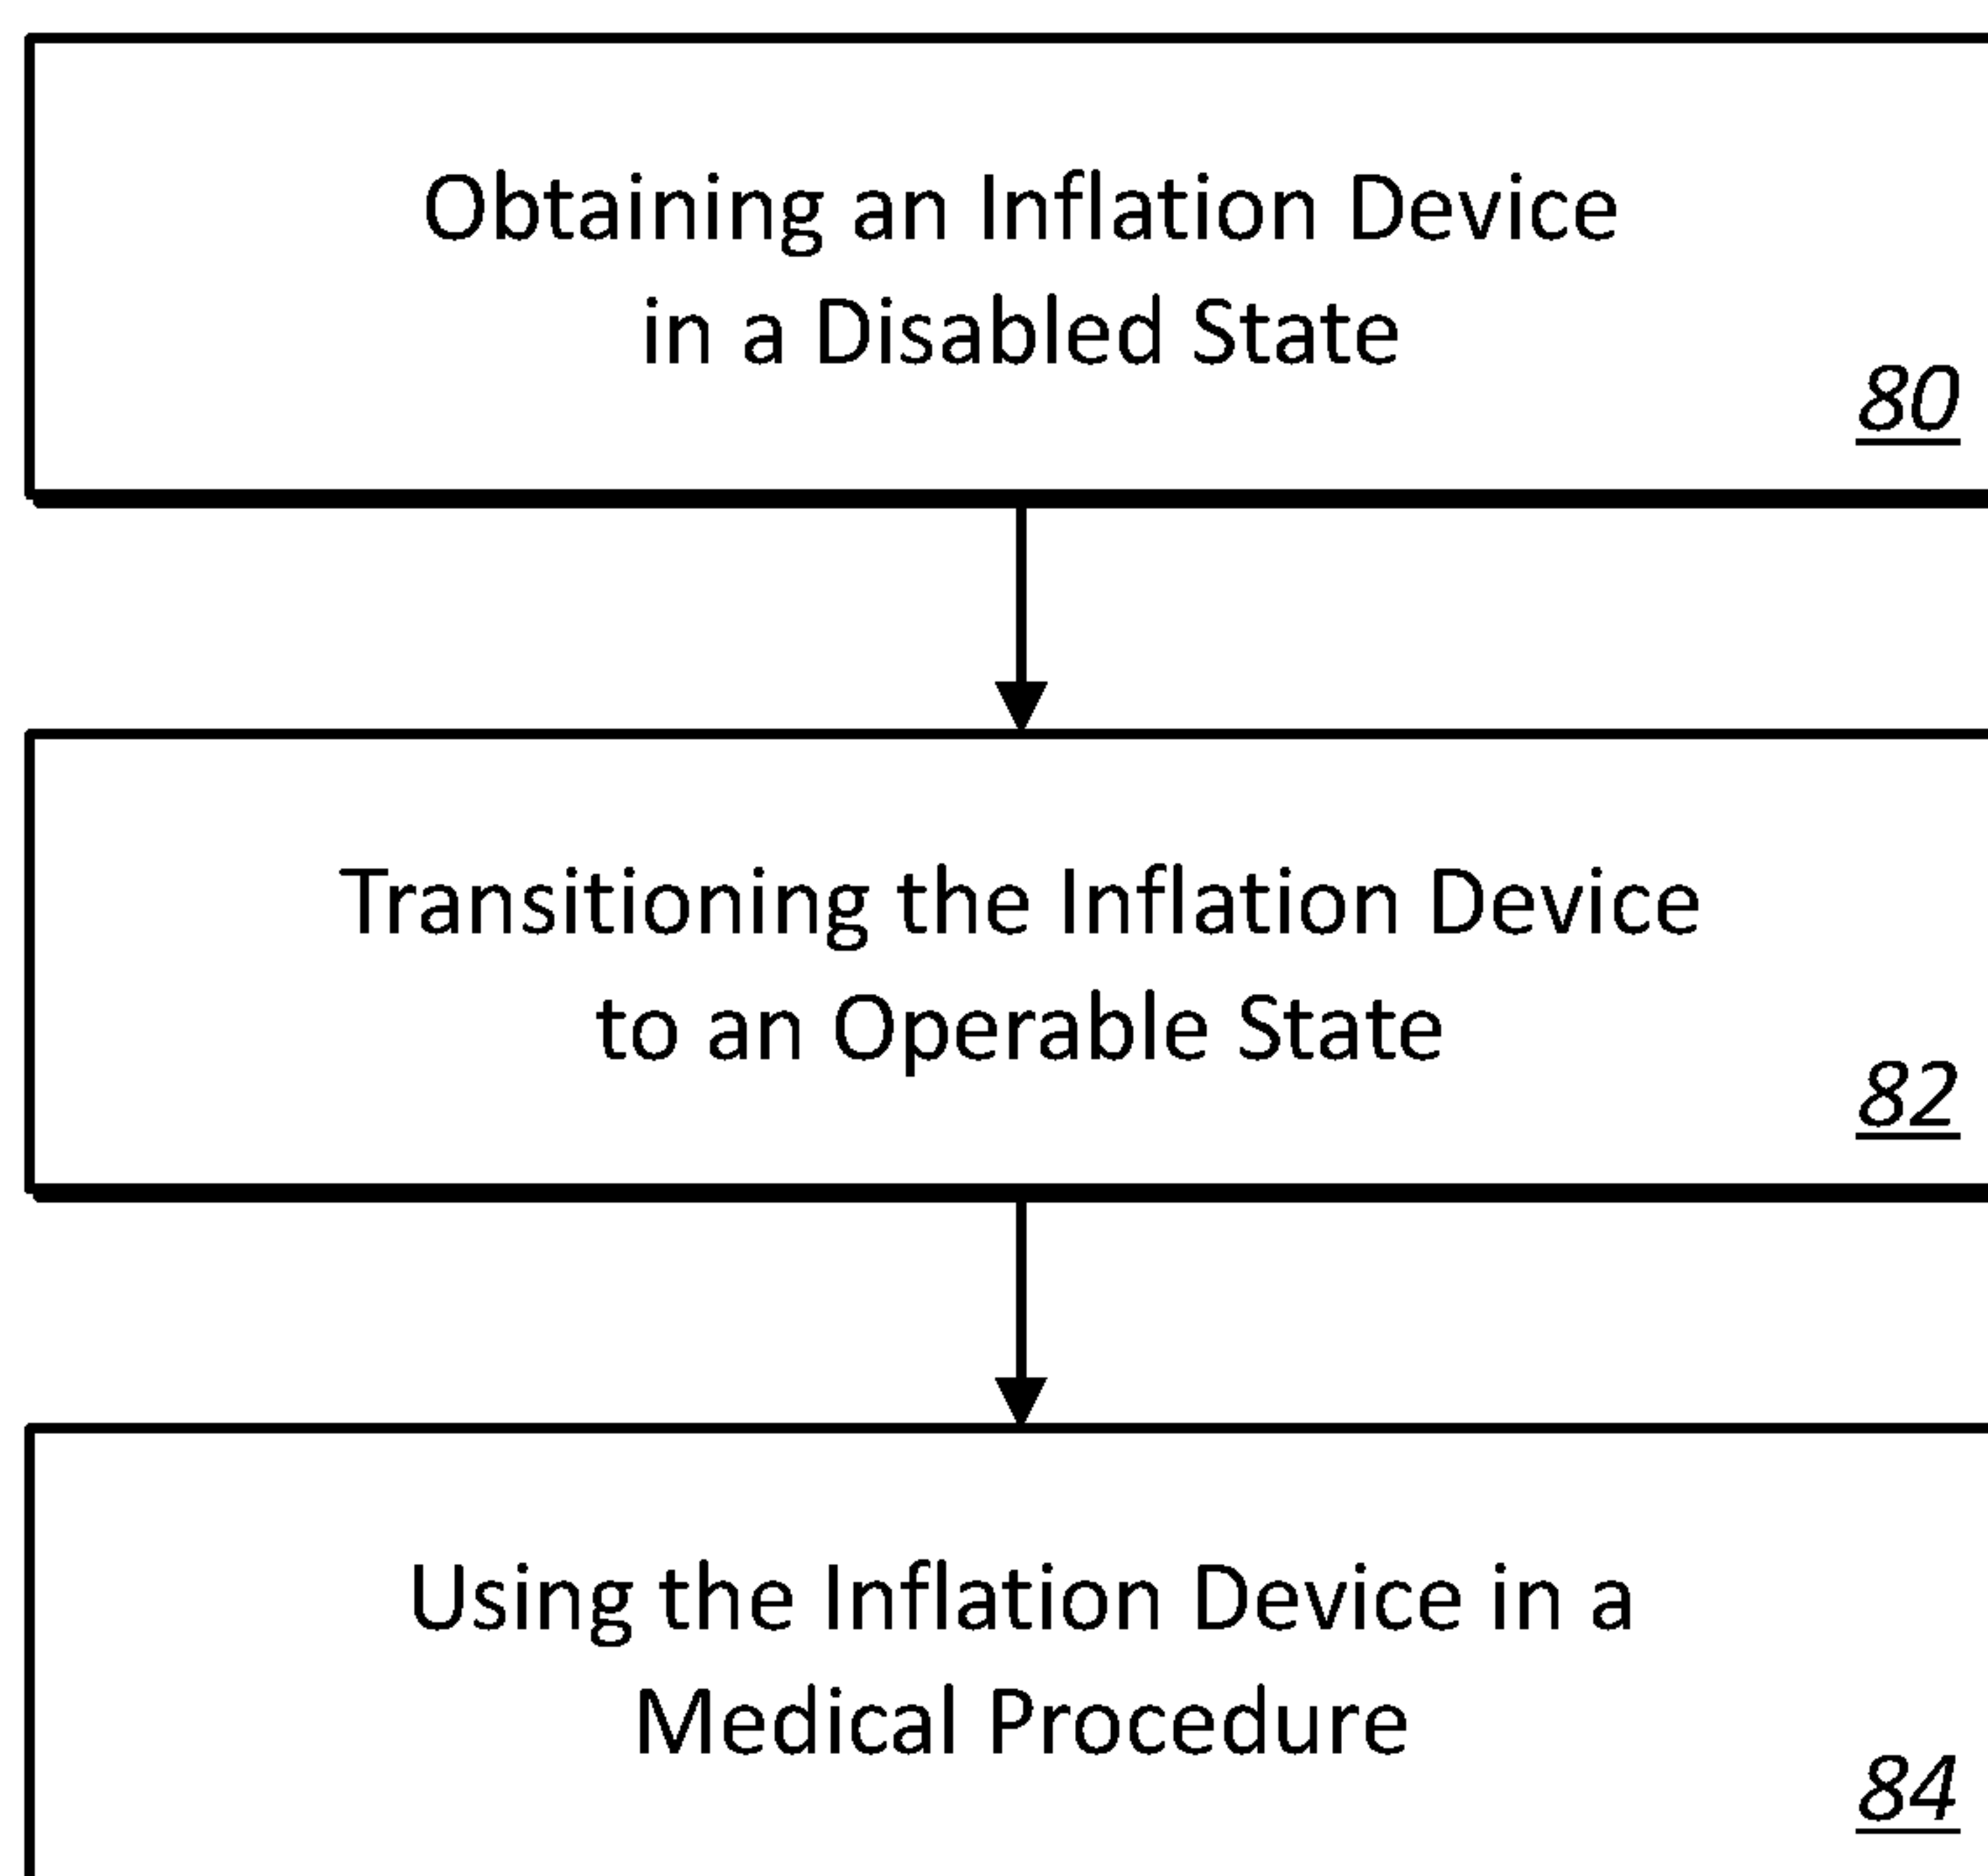 Obtaining an Inflation Device
in a Disabled State
80
Transitioning the Inflation Device
to an Operable State
82
Using the Inflation Device in a
Medical Procedure
84